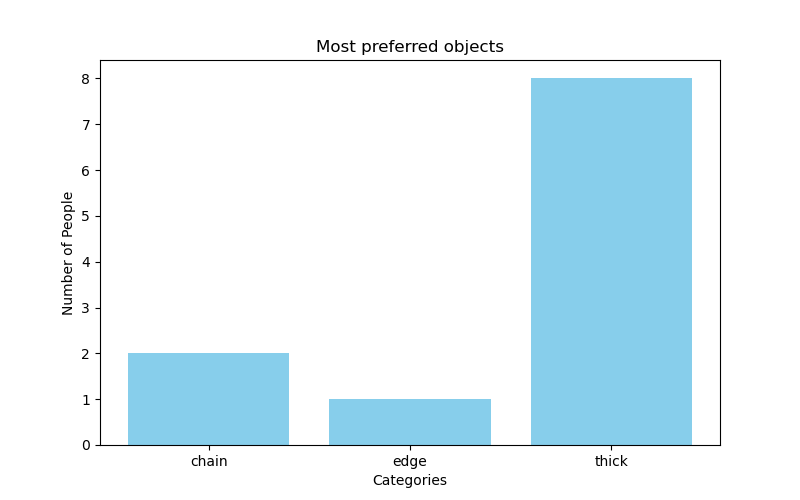 Most preferred objects
8
7
6
5
4
3
2
1
0
Number of People
chain edge thick
Categories